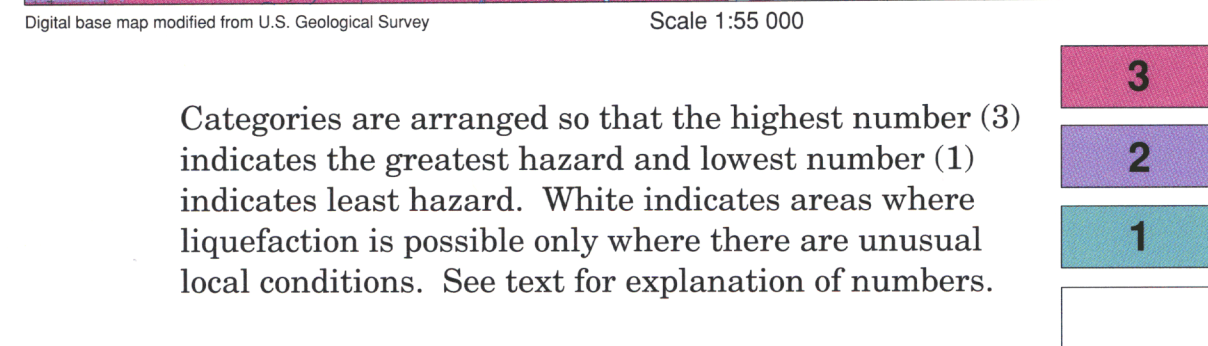 Digital base map modified from U.S. Geological Survey
Scale 1:55 000
3
Categories are arranged so that the highest number (3)
indicates the greatest hazard and lowest number (1)
indicates least hazard. White indicates areas where
liquefaction is possible only where there are unusual
local conditions. See text for explanation of numbers.
2
1